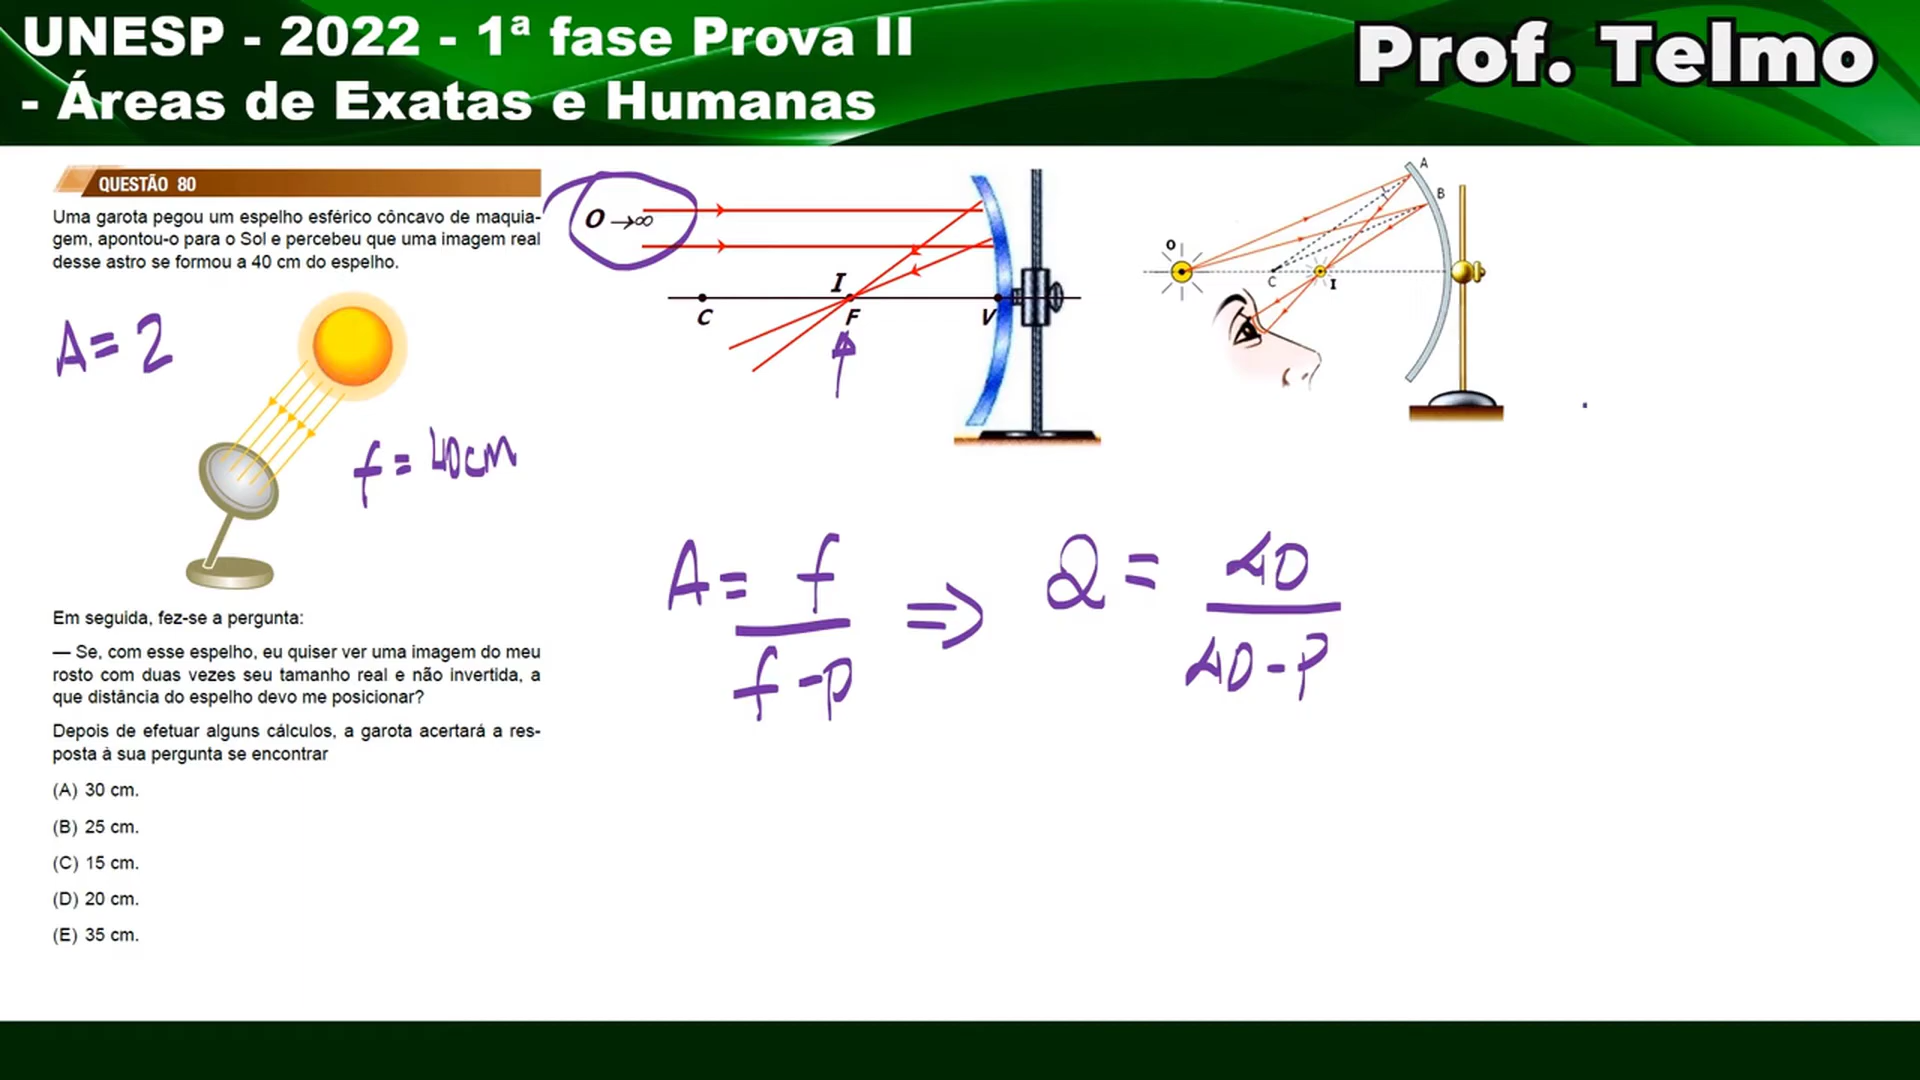 UNESP - 2022 - 1ª fase Prova II
- Áreas de Exatas e Humanas
Prof. Telmo
QUESTÃO 80
Uma garota pegou um espelho esférico côncavo de maquia-
gem, apontou-o para o Sol e percebeu que uma imagem real
desse astro se formou a 40 cm do espelho.
A = 2
f = 40cm
Em seguida, fez-se a pergunta:
— Se, com esse espelho, eu quiser ver uma imagem do meu
rosto com duas vezes seu tamanho real e não invertida, a
que distância do espelho devo me posicionar?
Depois de efetuar alguns cálculos, a garota acertará a res-
posta à sua pergunta se encontrar
(A) 30 cm.
(B) 25 cm.
(C) 15 cm.
(D) 20 cm.
(E) 35 cm.
O →∞
I
C
F
V
A
B
O
C
I
A = f
f - p
⇒
2 = 40
40 - p